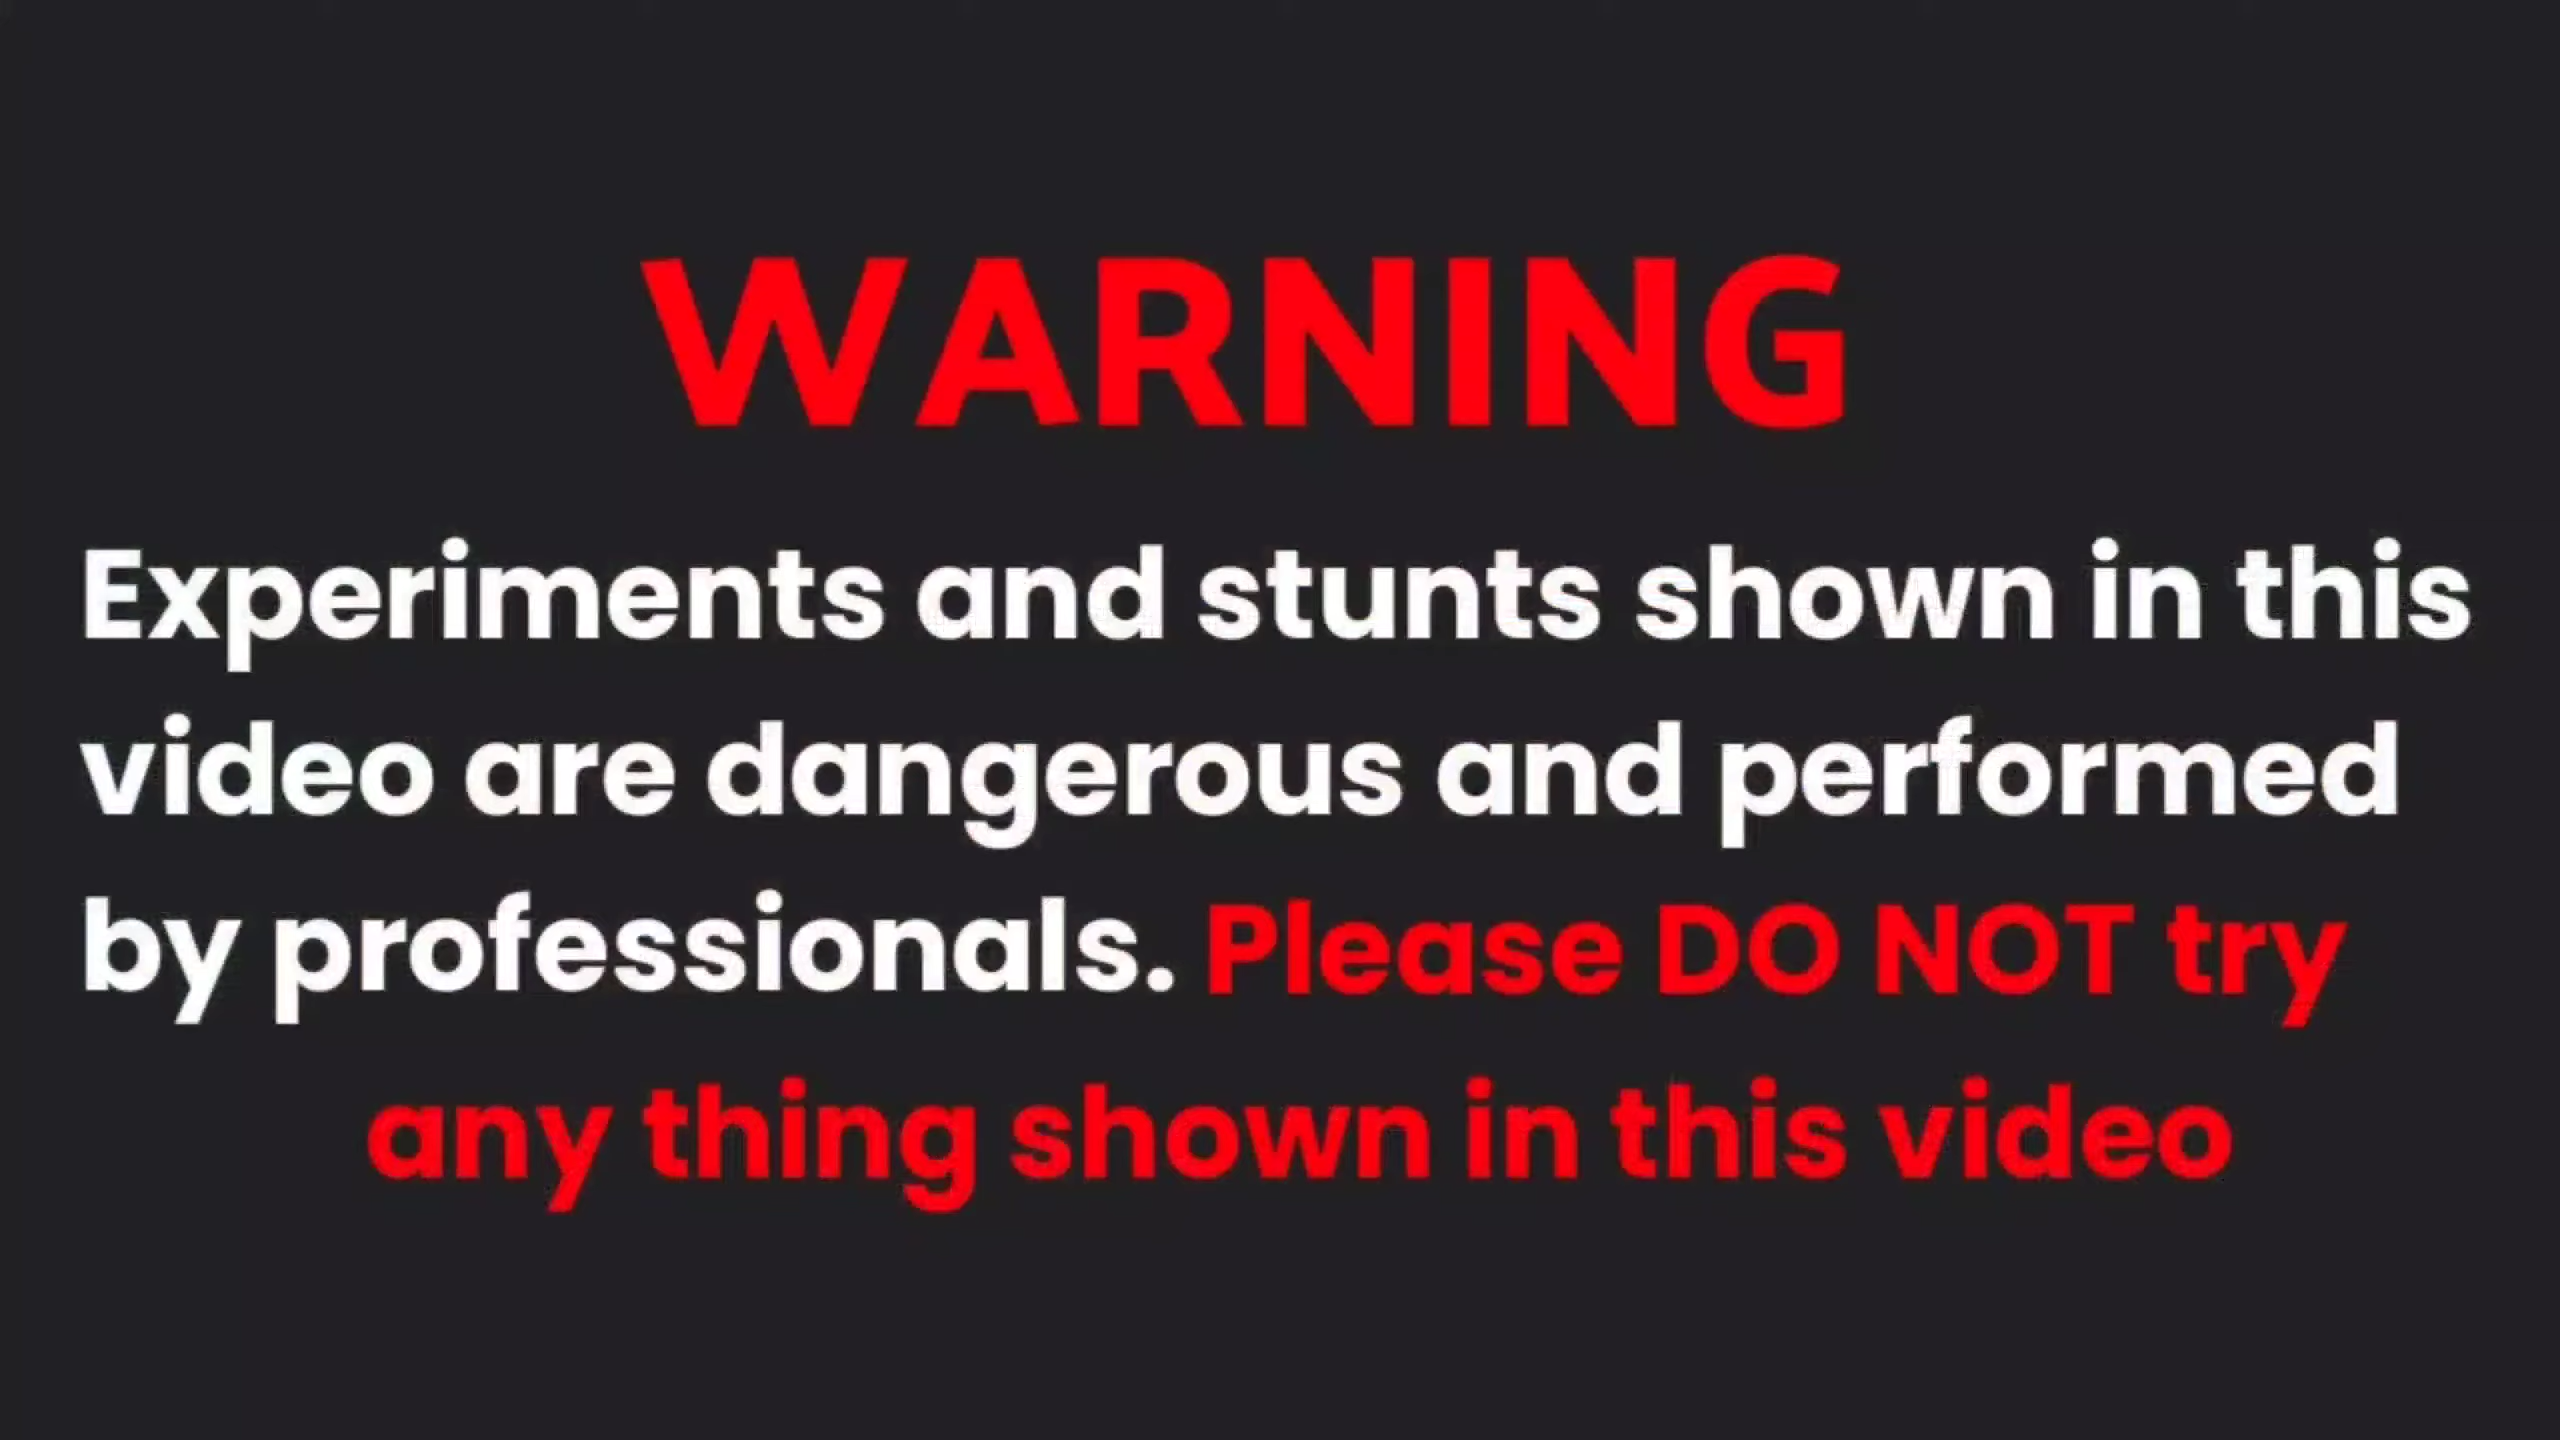 WARNING
Experiments and stunts shown in this
video are dangerous and performed
by professionals. Please DO NOT try
any thing shown in this video